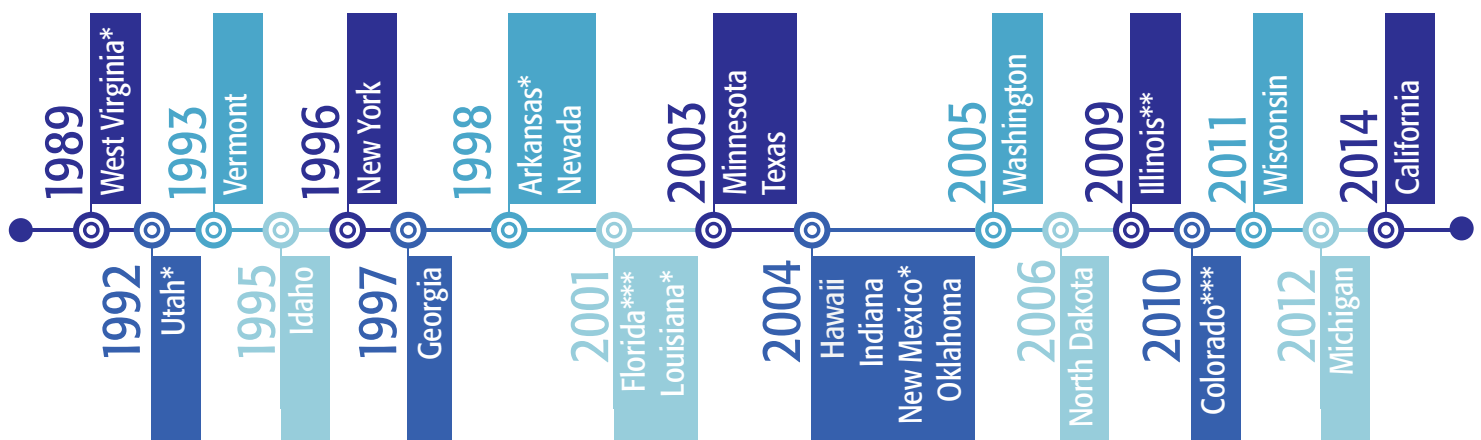 1989
West Virginia*
1992
Utah*
1993
Vermont
1995
Idaho
1996
New York
1997
Georgia
1998
Arkansas*
Nevada
2001
Florida***
Louisiana*
2003
Minnesota
Texas
2004
Hawaii
Indiana
New Mexico*
Oklahoma
2005
Washington
2006
North Dakota
2009
Illinois**
2010
Colorado***
2011
Wisconsin
2012
Michigan
2014
California